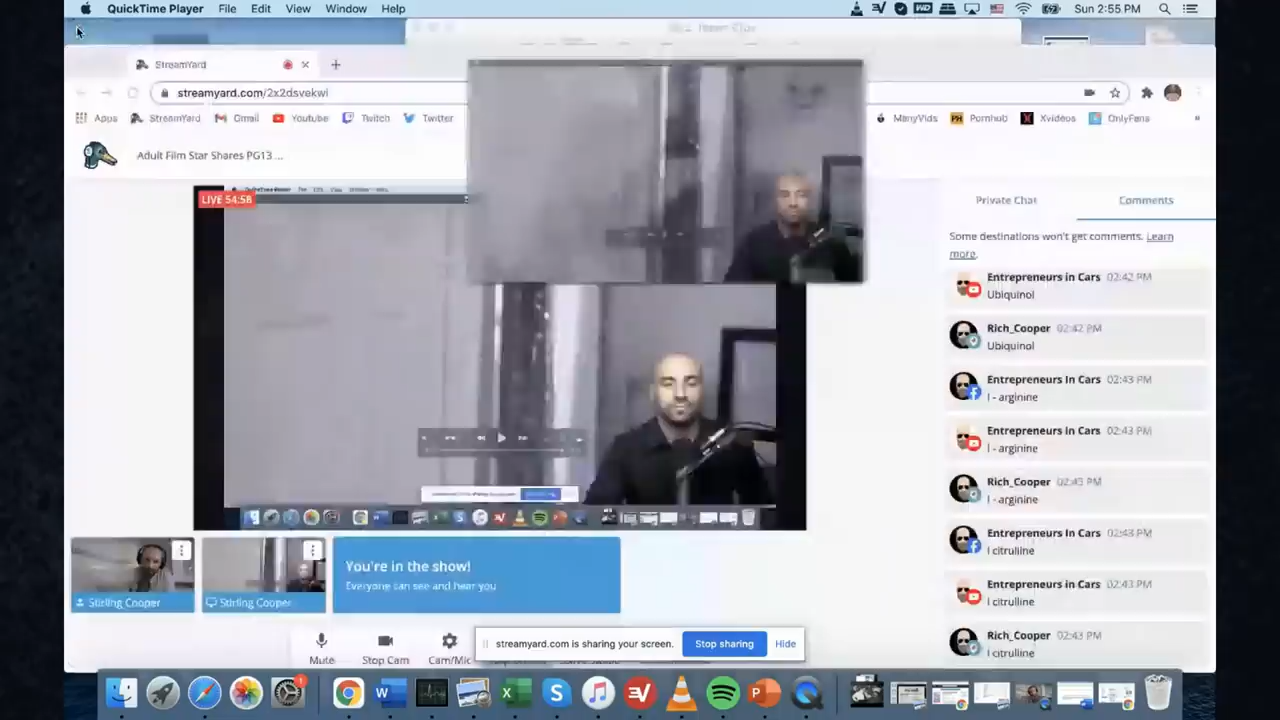 QuickTime Player File Edit View Window Help
Sun 2:55 PM
StreamYard
streamyard.com/2x2dsvekwi
Apps StreamYard Gmail Youtube Twitch Twitter ManyVids Pornhub Xvideos OnlyFans »
Adult Film Star Shares PG13 ...
LIVE 54:58
Private Chat Comments
Some destinations won't get comments. Learn
more.
Entrepreneurs in Cars 02:42 PM
Ubiquinol
Rich_Cooper 02:42 PM
Ubiquinol
Entrepreneurs In Cars 02:43 PM
l - arginine
Entrepreneurs in Cars 02:43 PM
l - arginine
Rich_Cooper 02:43 PM
l - arginine
Entrepreneurs In Cars 02:43 PM
l citrulline
Entrepreneurs in Cars 02:43 PM
l citrulline
Rich_Cooper 02:43 PM
l citrulline
Stirling Cooper
Stirling Cooper
You're in the show!
Everyone can see and hear you
streamyard.com is sharing your screen. Stop sharing Hide
Mute Stop Cam Cam/Mic